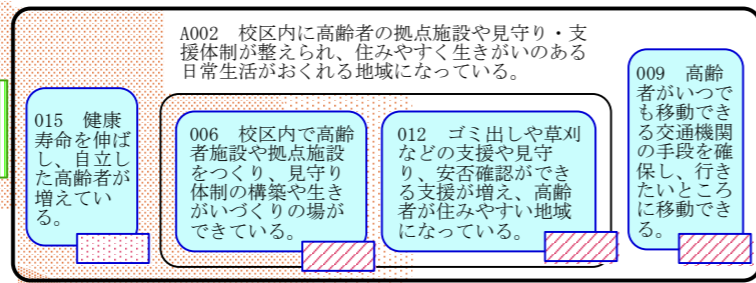 A002　校区内に高齢者の拠点施設や見守り・支
援体制が整えられ、住みやすく生きがいのある
日常生活がおくれる地域になっている。
015　健康
寿命を伸ば
し、自立し
た高齢者が
増えてい
る。
006　校区内で高齢
者施設や拠点施設
をつくり、見守り
体制の構築や生き
がいづくりの場が
できている。
012　ゴミ出しや草刈
などの支援や見守
り、安否確認ができ
る支援が増え、高齢
者が住みやすい地域
になっている。
009　高齢
者がいつで
も移動でき
る交通機関
の手段を確
保し、行き
たいところ
に移動でき
る。